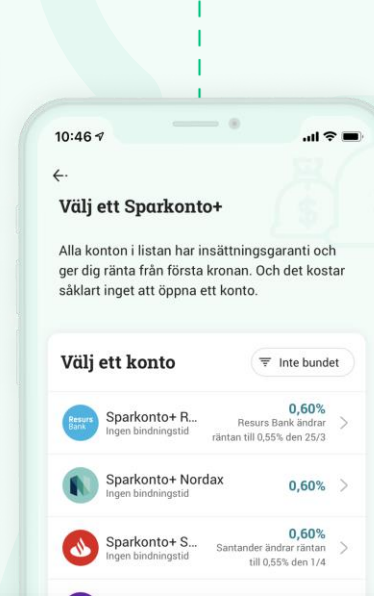 10:46
Välj ett Sparkonto+
Alla konton i listan har insättningsgaranti och
ger dig ränta från första kronan. Och det kostar
såklart inget att öppna ett konto.
Välj ett konto
Inte bundet
Resurs
Bank
Sparkonto+ R...
Ingen bindningstid
0,60%
Resurs Bank ändrar
räntan till 0,55% den 25/3
Sparkonto+ Nordax
Ingen bindningstid
0,60%
Sparkonto+ S...
Ingen bindningstid
0,60%
Santander ändrar räntan
till 0,55% den 1/4